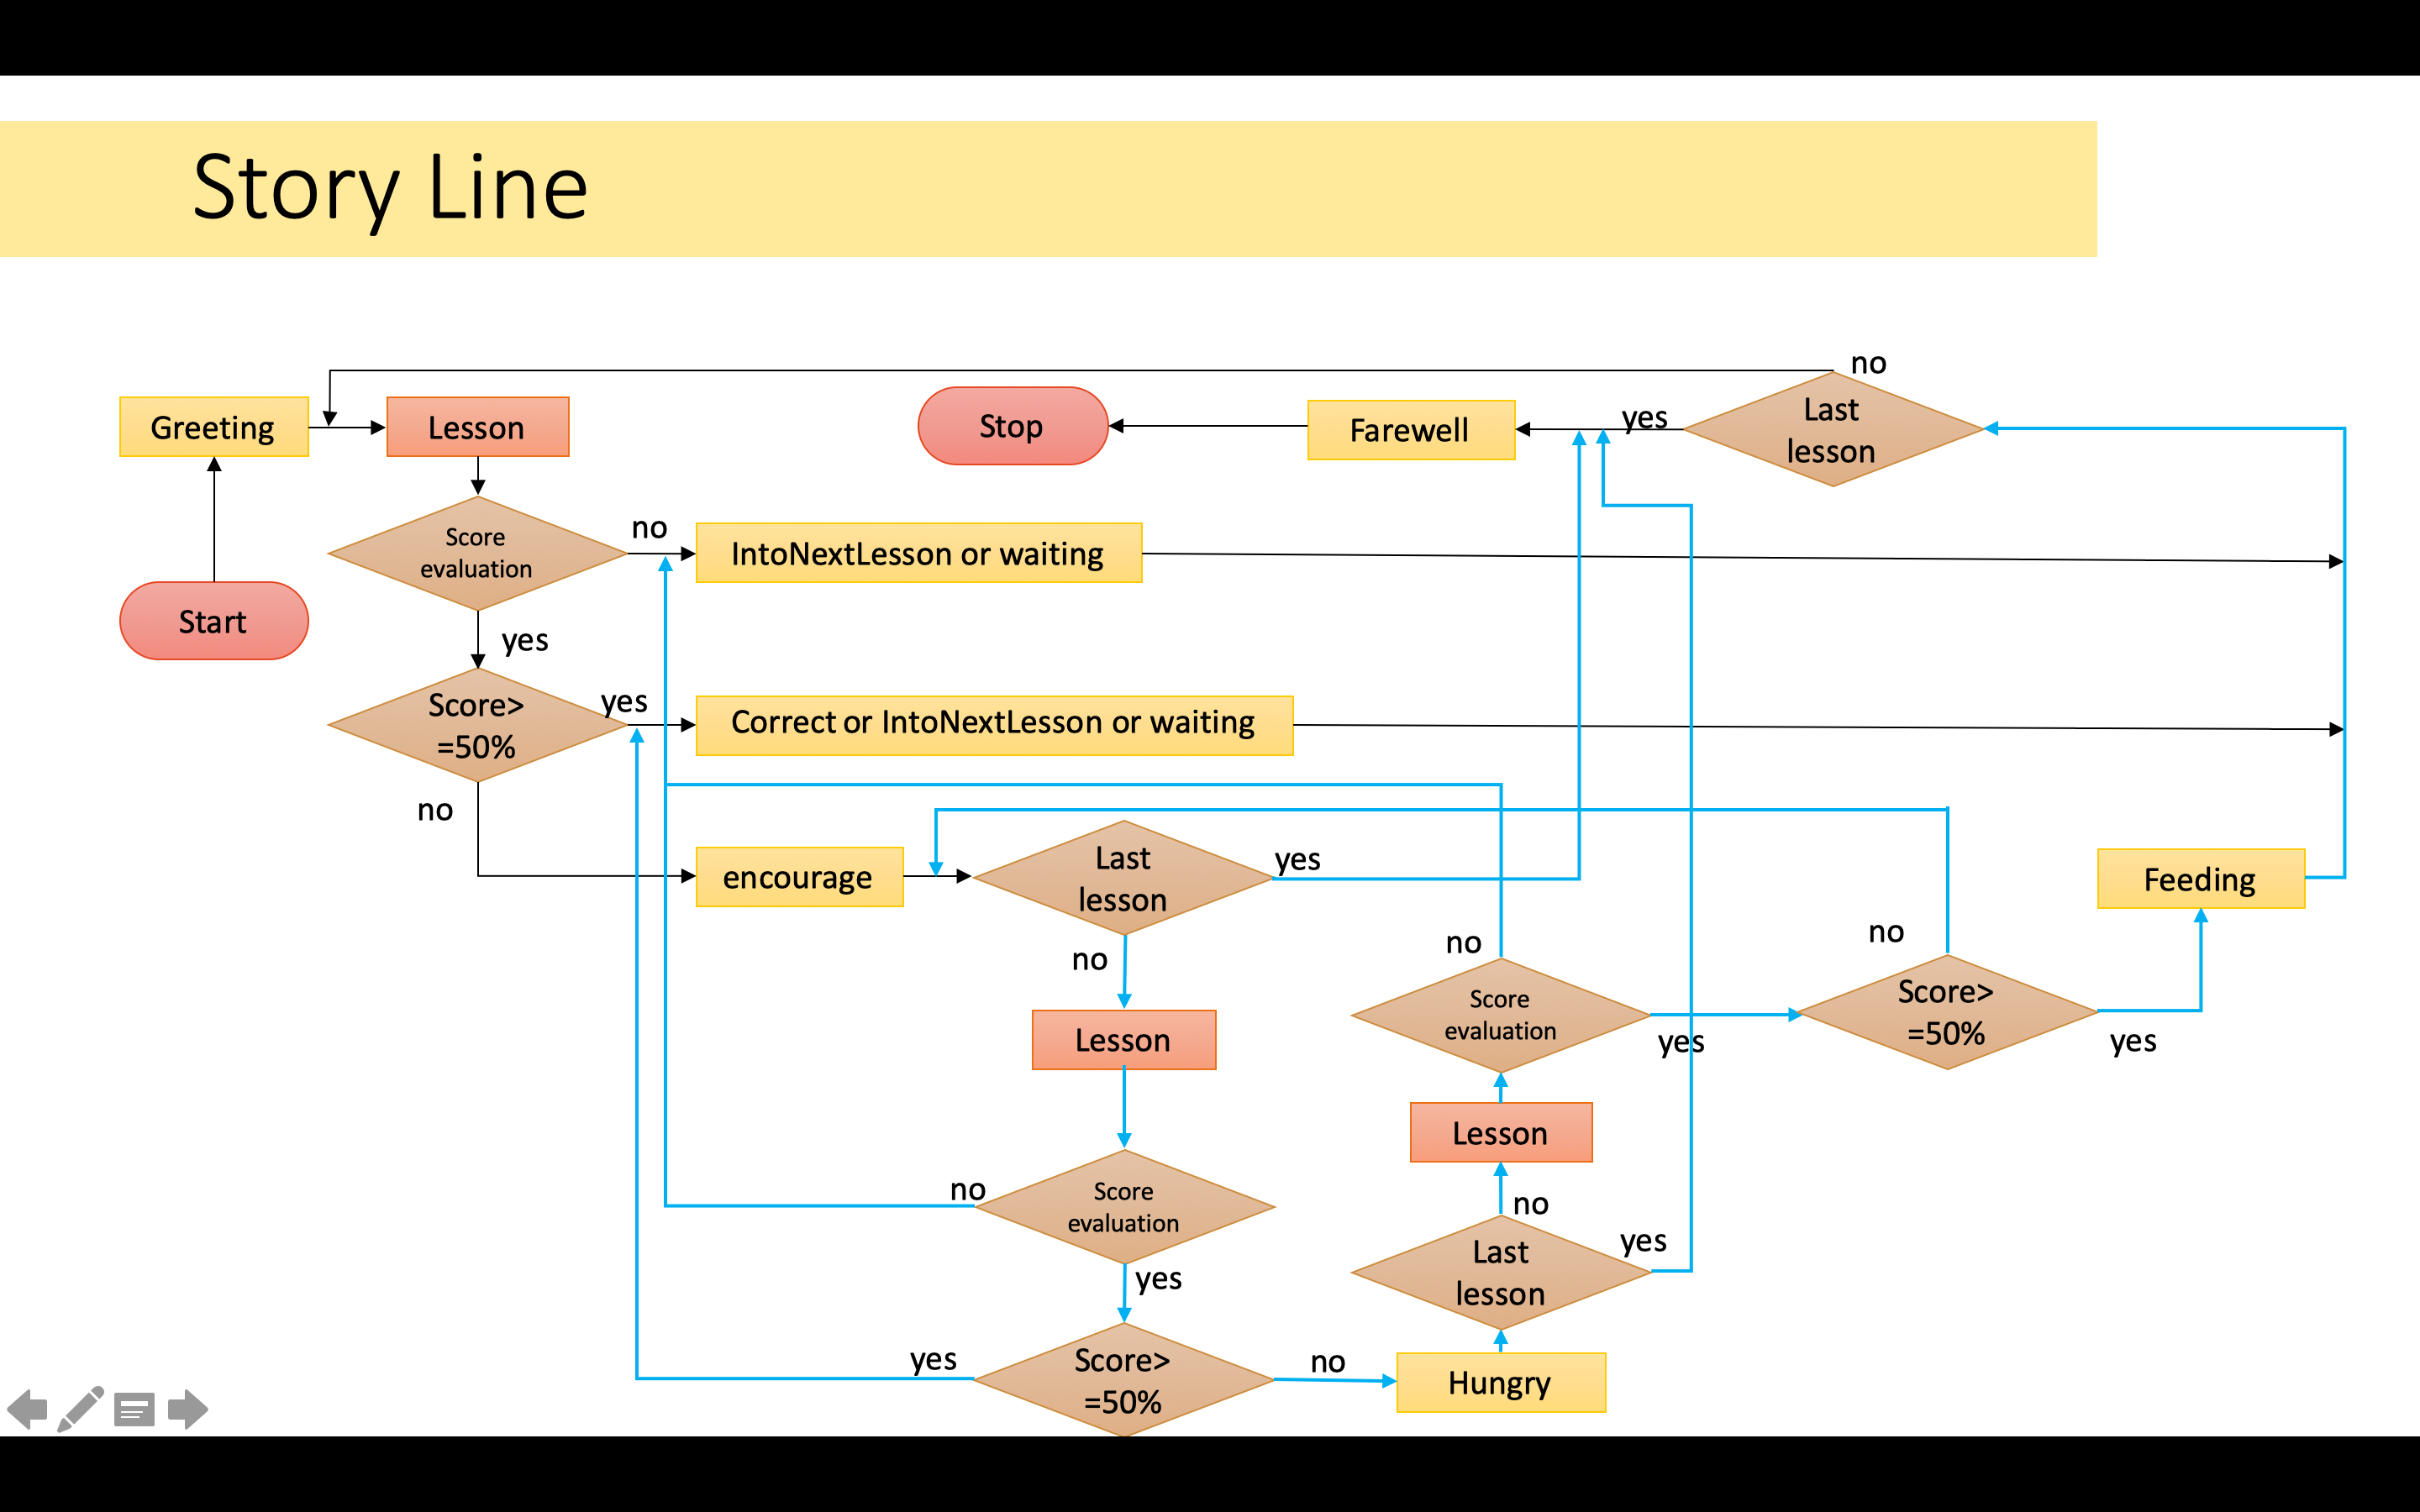 Story Line
no
Greeting
Lesson
Stop
Farewell
yes
Last
lesson
Score
evaluation
no
IntoNextLesson or waiting
Start
yes
Score>
=50%
yes
Correct or IntoNextLesson or waiting
no
encourage
Last
lesson
yes
Feeding
no
no
no
Lesson
Score
evaluation
yes
Score>
=50%
yes
Lesson
no
Score
evaluation
no
Last
lesson
yes
yes
yes
Score>
=50%
no
Hungry